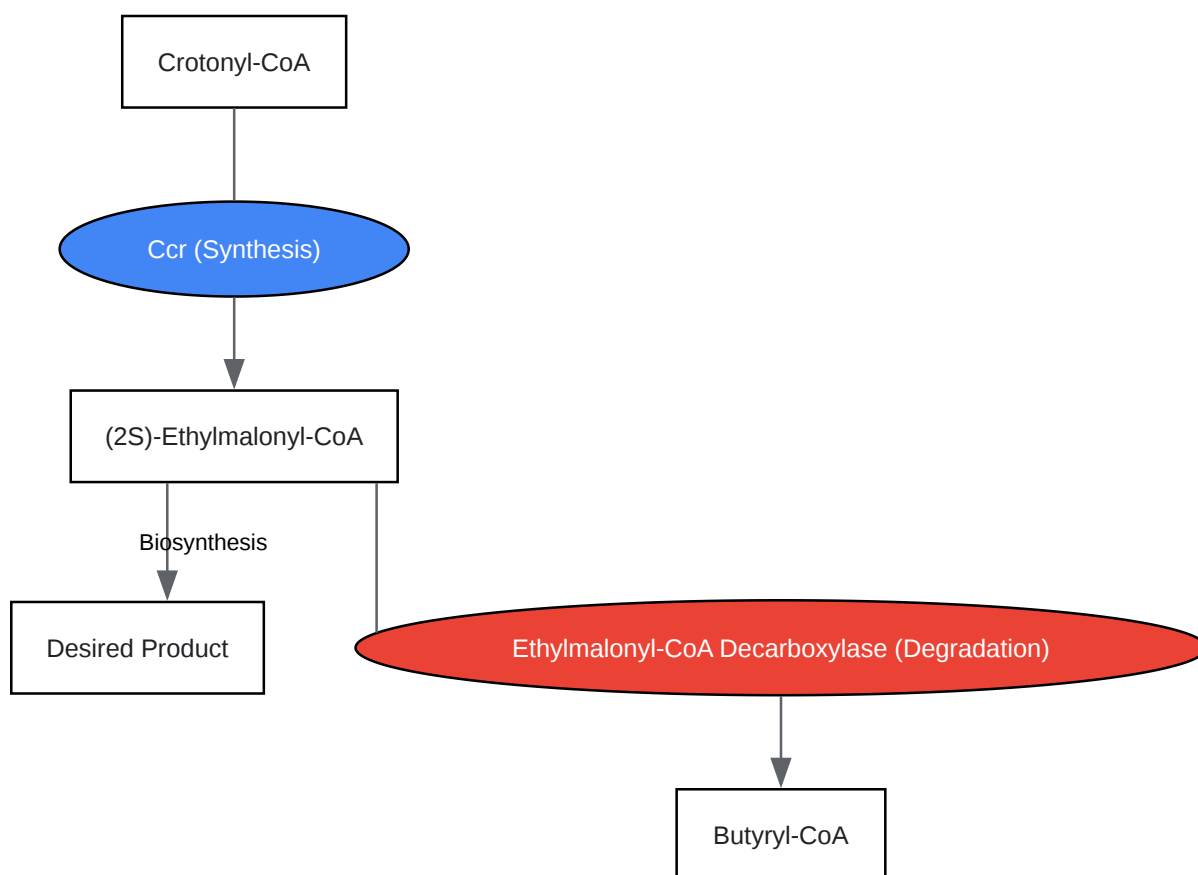 Crotonyl-CoA
Ccr (Synthesis)
(2S)-Ethylmalonyl-CoA
Biosynthesis
Desired Product
Ethylmalonyl-CoA Decarboxylase (Degradation)
Butyryl-CoA